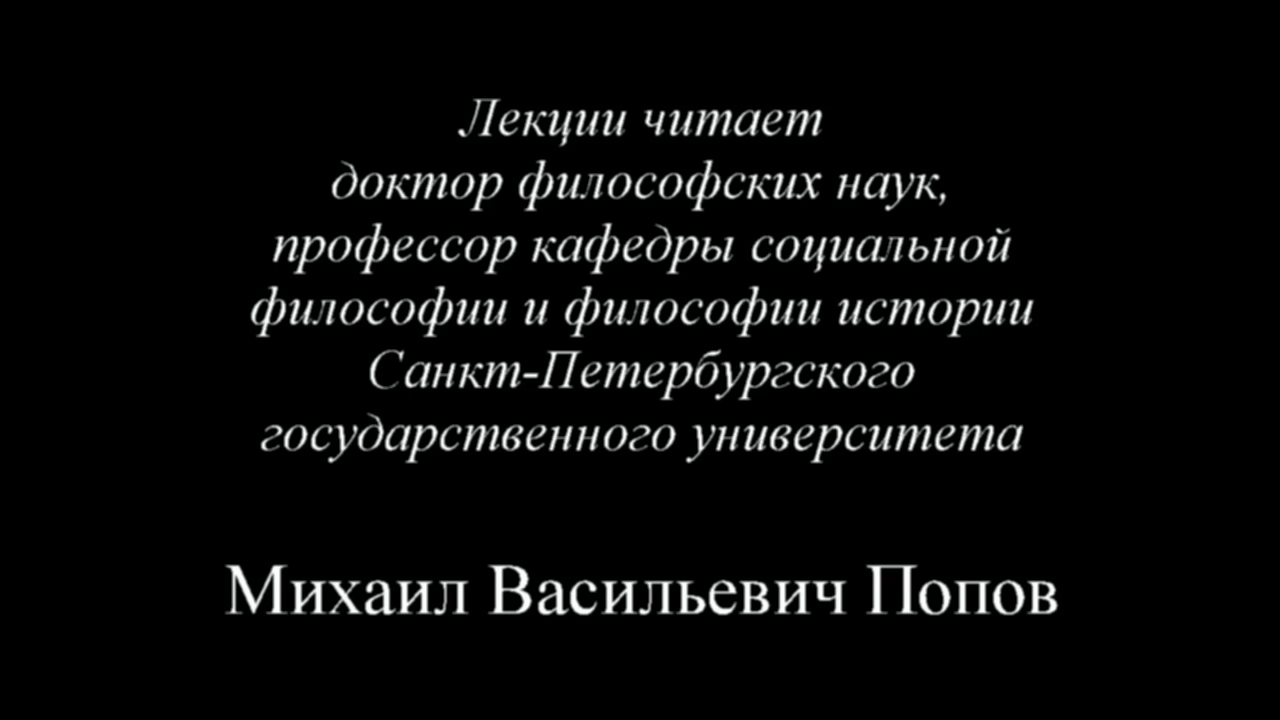 Лекции читает
доктор философских наук,
профессор кафедры социальной
философии и философии истории
Санкт-Петербургского
государственного университета
Михаил Васильевич Попов